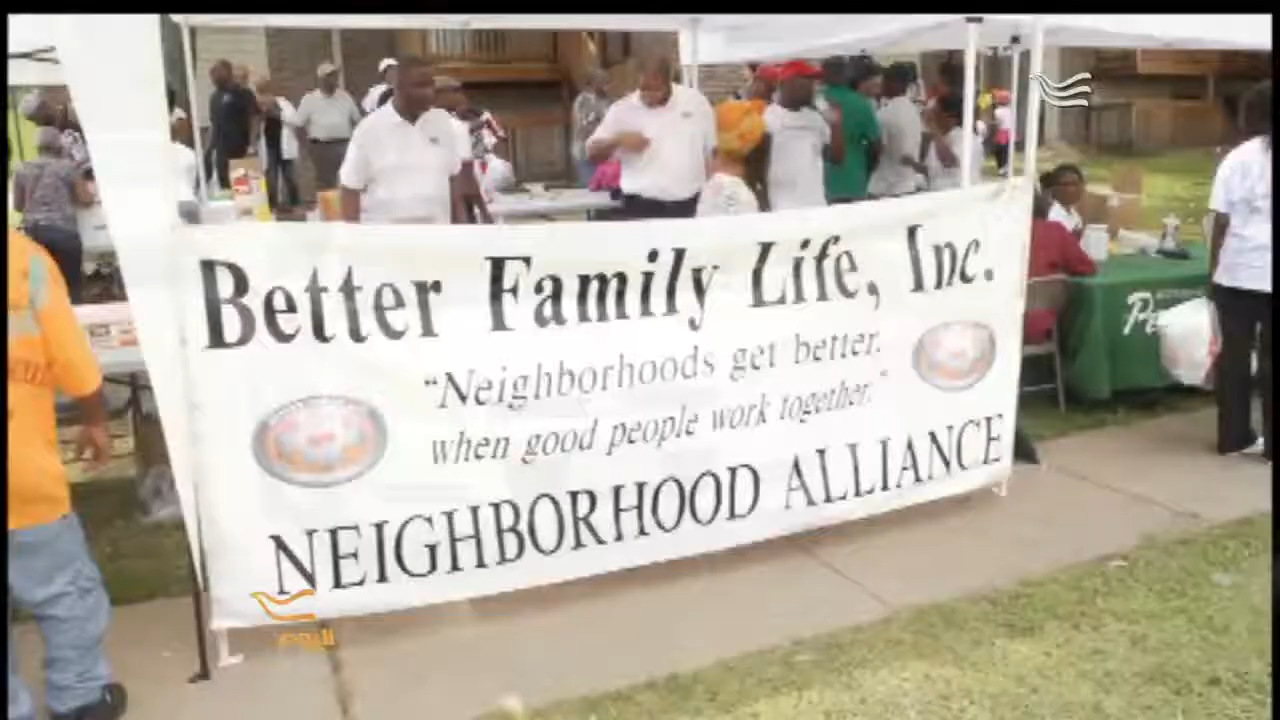 Better Family Life, Inc.
“Neighborhoods get better.
when good people work together.”
NEIGHBORHOOD ALLIANCE